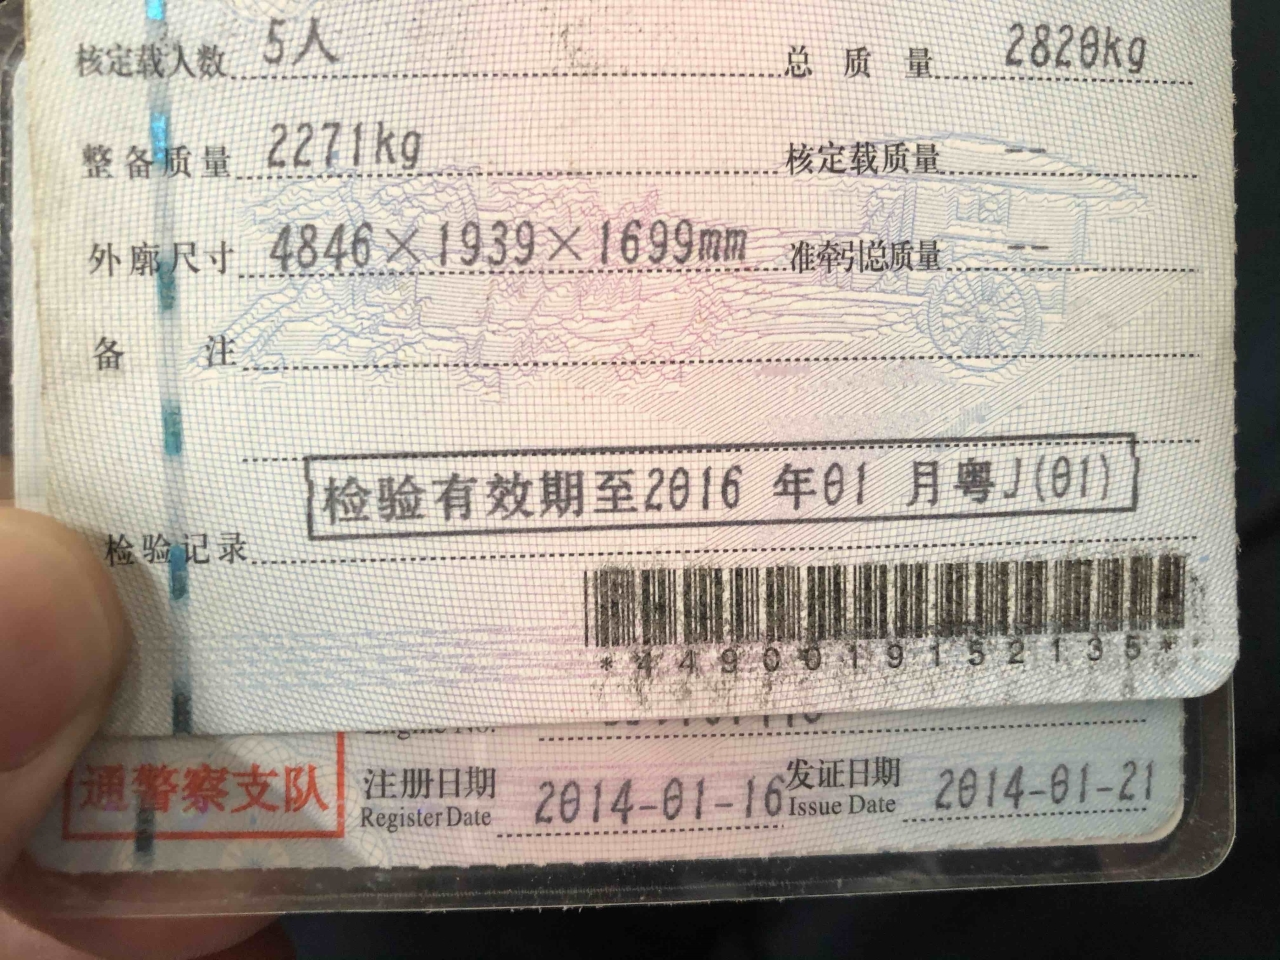 核定载人数 5人 总质量 2820kg
整备质量 2271kg 核定载质量 --
外廓尺寸 4846×1939×1699mm 准牵引总质量 --
备注
检验有效期至2016 年01 月粤J(01)
检验记录
*4490019152135*
Engine No.
通警察支队 注册日期 2014-01-16 发证日期 2014-01-21
Register Date Issue Date